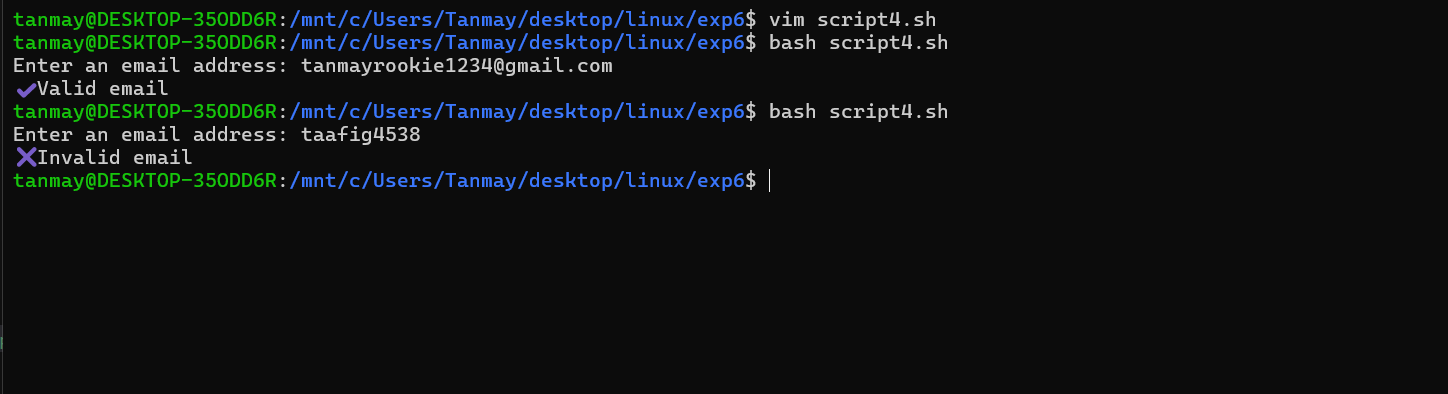 tanmay@DESKTOP-35ODD6R:/mnt/c/Users/Tanmay/desktop/linux/exp6$ vim script4.sh
tanmay@DESKTOP-35ODD6R:/mnt/c/Users/Tanmay/desktop/linux/exp6$ bash script4.sh
Enter an email address: tanmayrookie1234@gmail.com
✔Valid email
tanmay@DESKTOP-35ODD6R:/mnt/c/Users/Tanmay/desktop/linux/exp6$ bash script4.sh
Enter an email address: taafig4538
❌Invalid email
tanmay@DESKTOP-35ODD6R:/mnt/c/Users/Tanmay/desktop/linux/exp6$